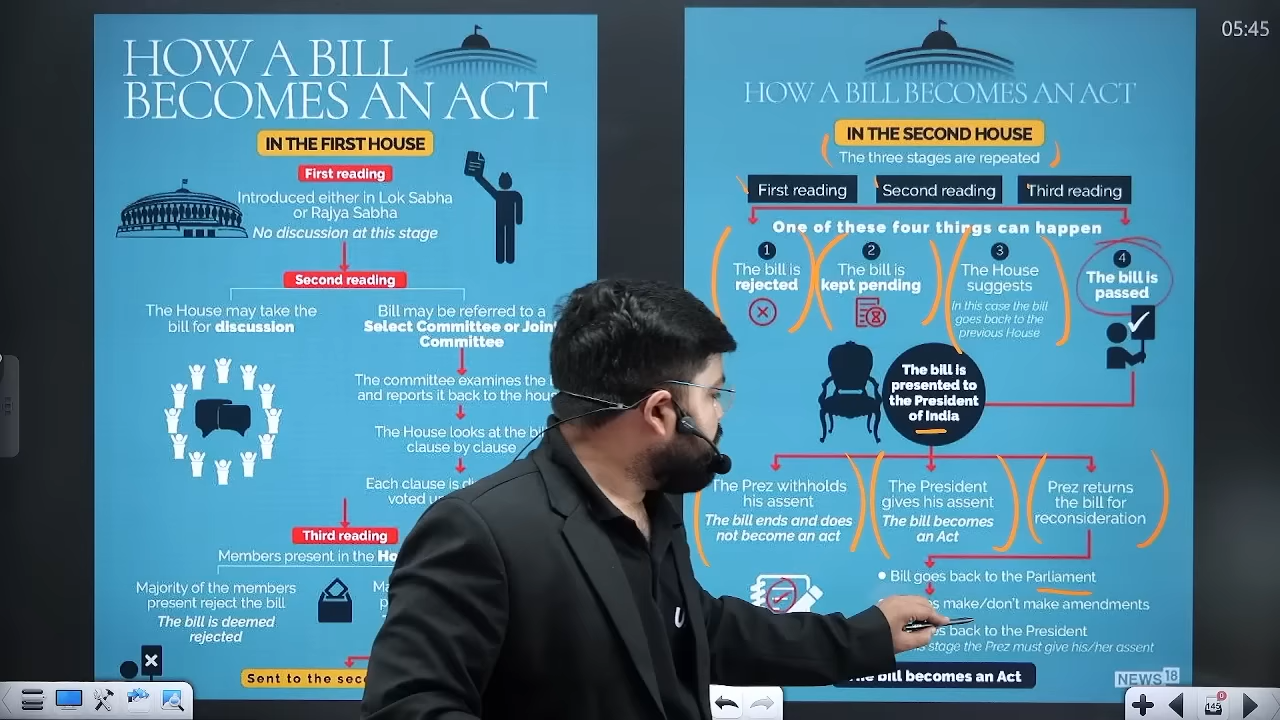 05:45
HOW A BILL
BECOMES AN ACT
IN THE FIRST HOUSE
First reading
Introduced either in Lok Sabha
or Rajya Sabha
No discussion at this stage
Second reading
The House may take the
bill for discussion
Bill may be referred to a
Select Committee or Joint
Committee
The committee examines the
and reports it back to the
The House looks at the
clause by clause
Each clause is
voted
Third reading
Members present in the
Majority of the members
present reject the bill
The bill is deemed
rejected
Sent to the
HOW A BILL BECOMES AN ACT
IN THE SECOND HOUSE
The three stages are repeated
First reading
Second reading
Third reading
One of these four things can happen
1
The bill is
rejected
2
The bill is
kept pending
3
The House
suggests
In this case the bill
goes back to the
previous House
4
The bill is
passed
The bill is
presented to
the President
of India
The Prez withholds
his assent
The bill ends and does
not become an act
The President
gives his assent
The bill becomes
an Act
Prez returns
the bill for
reconsideration
• Bill goes back to the Parliament
make/don't make amendments
back to the President
stage the Prez must give his/her assent
bill becomes an Act
NEWS18
145
0